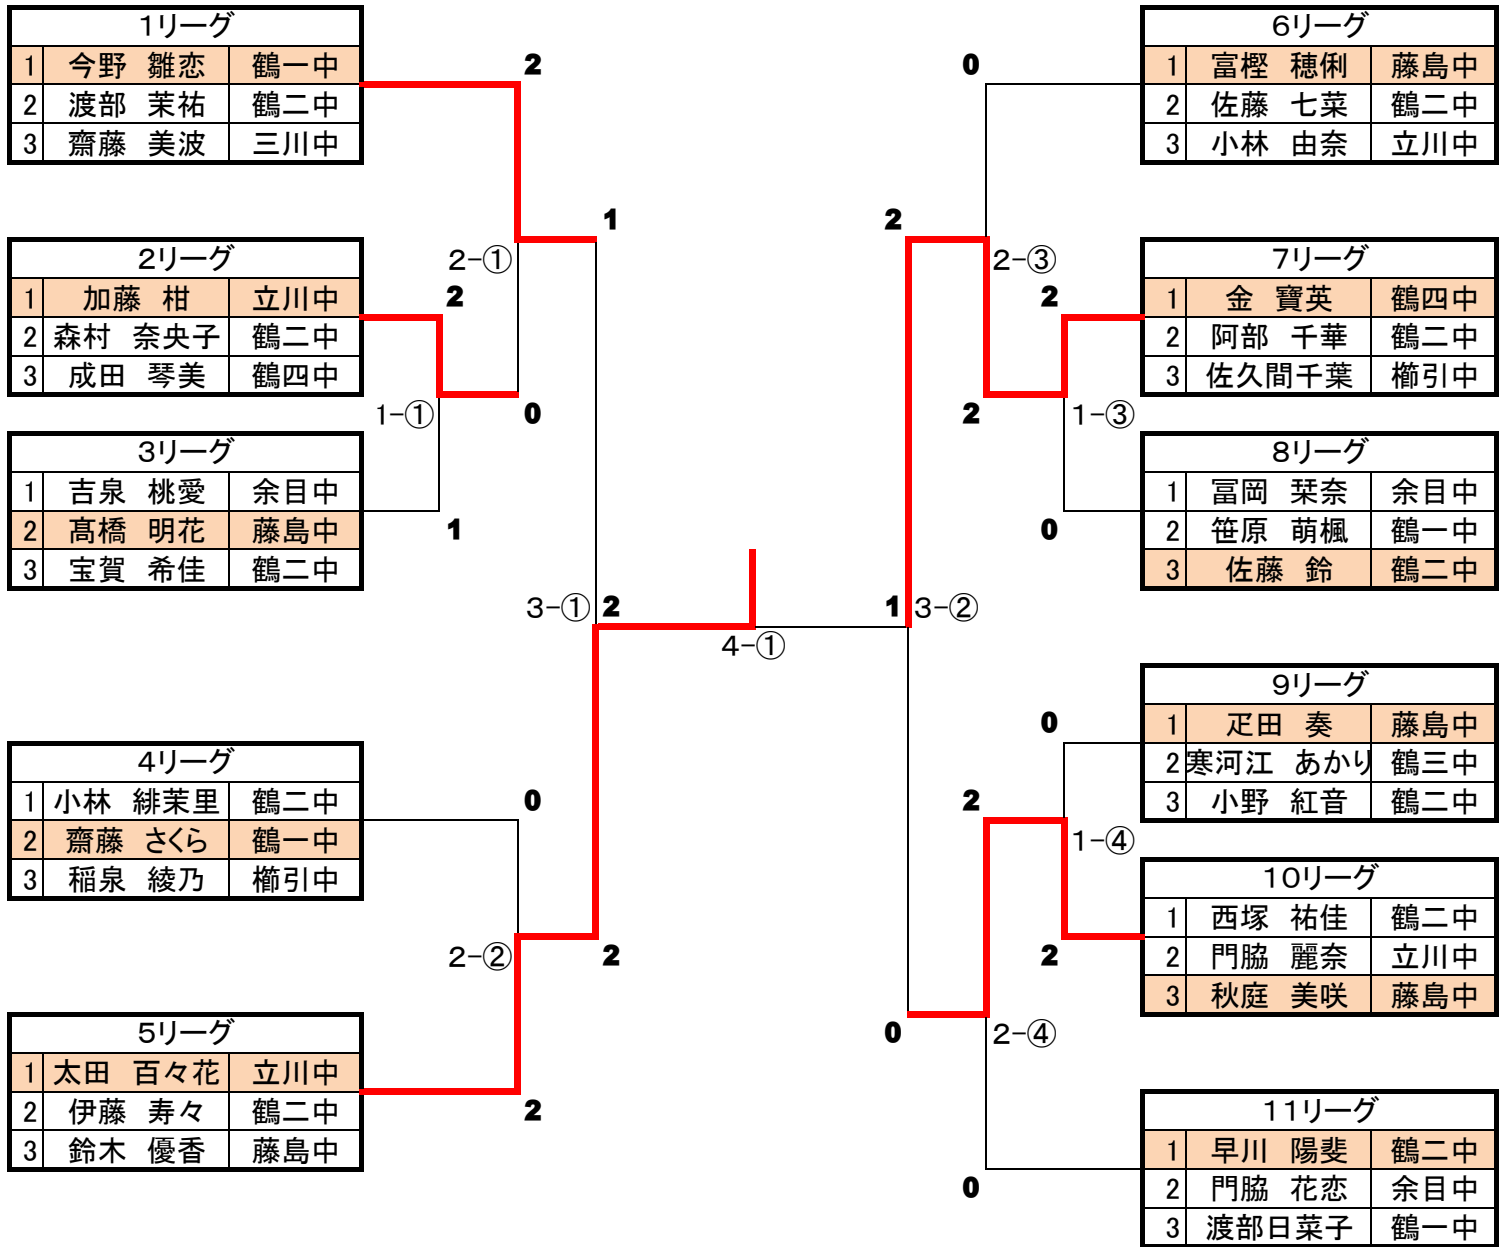 1リーグ
1 今野 雛恋 鶴一中
2 渡部 茉祐 鶴二中
3 齋藤 美波 三川中
2リーグ
1 加藤 柑 立川中
2 森村 奈央子 鶴二中
3 成田 琴美 鶴四中
3リーグ
1 吉泉 桃愛 余目中
2 髙橋 明花 藤島中
3 宝賀 希佳 鶴二中
4リーグ
1 小林 緋茉里 鶴二中
2 齋藤 さくら 鶴一中
3 稲泉 綾乃 櫛引中
5リーグ
1 太田 百々花 立川中
2 伊藤 寿々 鶴二中
3 鈴木 優香 藤島中
2
2-①
2
1-①
0
1
1
3-①
2
0
2-②
2
2
4-①
0
2
2-③
2
2
1-③
0
1
3-②
0
2
1-④
2
0
2-④
0
6リーグ
1 富樫 穂俐 藤島中
2 佐藤 七菜 鶴二中
3 小林 由奈 立川中
7リーグ
1 金 寶英 鶴四中
2 阿部 千華 鶴二中
3 佐久間千葉 櫛引中
8リーグ
1 冨岡 栞奈 余目中
2 笹原 萌楓 鶴一中
3 佐藤 鈴 鶴二中
9リーグ
1 疋田 奏 藤島中
2 寒河江 あかり 鶴三中
3 小野 紅音 鶴二中
10リーグ
1 西塚 祐佳 鶴二中
2 門脇 麗奈 立川中
3 秋庭 美咲 藤島中
11リーグ
1 早川 陽斐 鶴二中
2 門脇 花恋 余目中
3 渡部日菜子 鶴一中